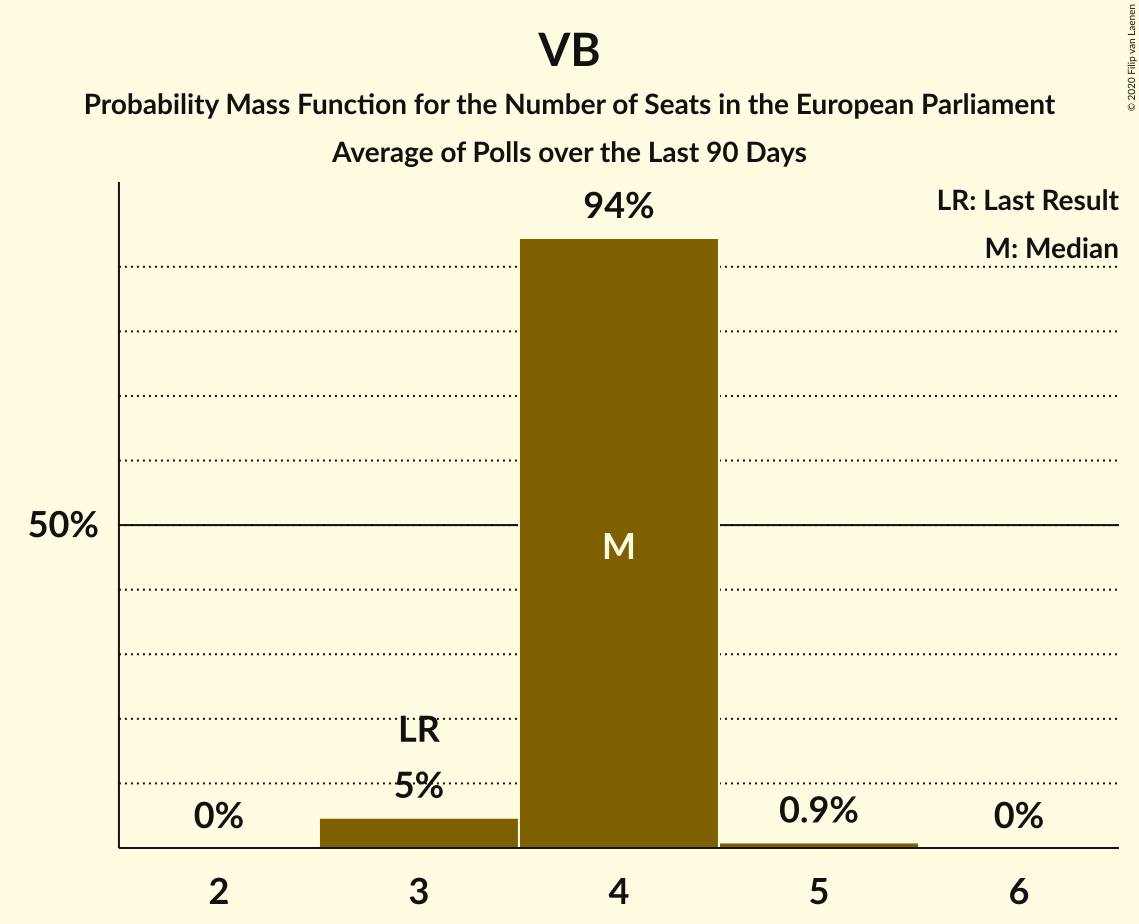 VB
Probability Mass Function for the Number of Seats in the European Parliament
Average of Polls over the Last 90 Days
© 2020 Filip van Laenen
LR: Last Result
M: Median
94%
50%
M
LR
5%
0%
0.9%
0%
2 3 4 5 6